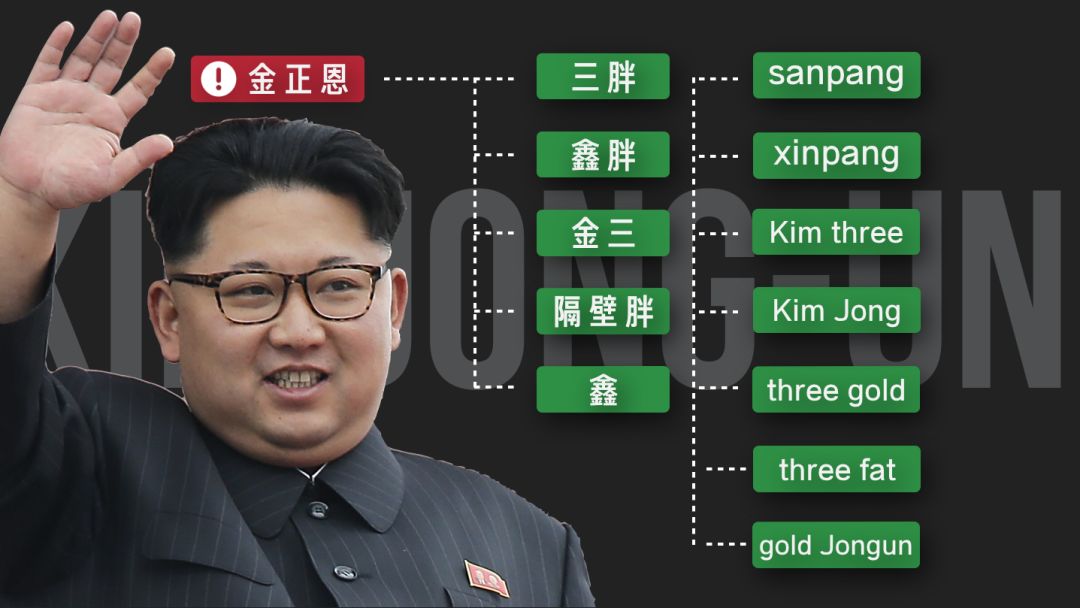 金正恩
三胖
鑫胖
金三
隔壁胖
鑫
sanpang
xinpang
Kim three
Kim Jong
three gold
three fat
gold Jongun
KIM JONG-UN